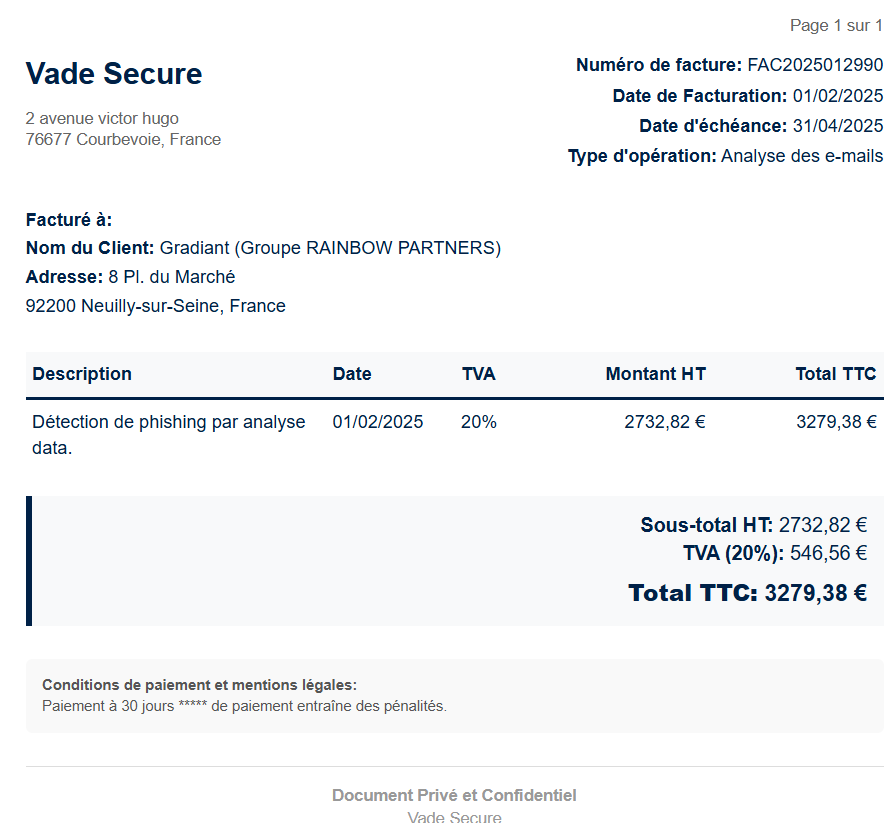 Page 1 sur 1
Vade Secure
2 avenue victor hugo
76677 Courbevoie, France
Numéro de facture: FAC2025012990
Date de Facturation: 01/02/2025
Date d'échéance: 31/04/2025
Type d'opération: Analyse des e-mails
Facturé à:
Nom du Client: Gradiant (Groupe RAINBOW PARTNERS)
Adresse: 8 Pl. du Marché
92200 Neuilly-sur-Seine, France
Description Date TVA Montant HT Total TTC
Détection de phishing par analyse 01/02/2025 20% 2732,82 € 3279,38 €
data.
Sous-total HT: 2732,82 €
TVA (20%): 546,56 €
Total TTC: 3279,38 €
Conditions de paiement et mentions légales:
Paiement à 30 jours ***** de paiement entraîne des pénalités.
Document Privé et Confidentiel
Vade Secure